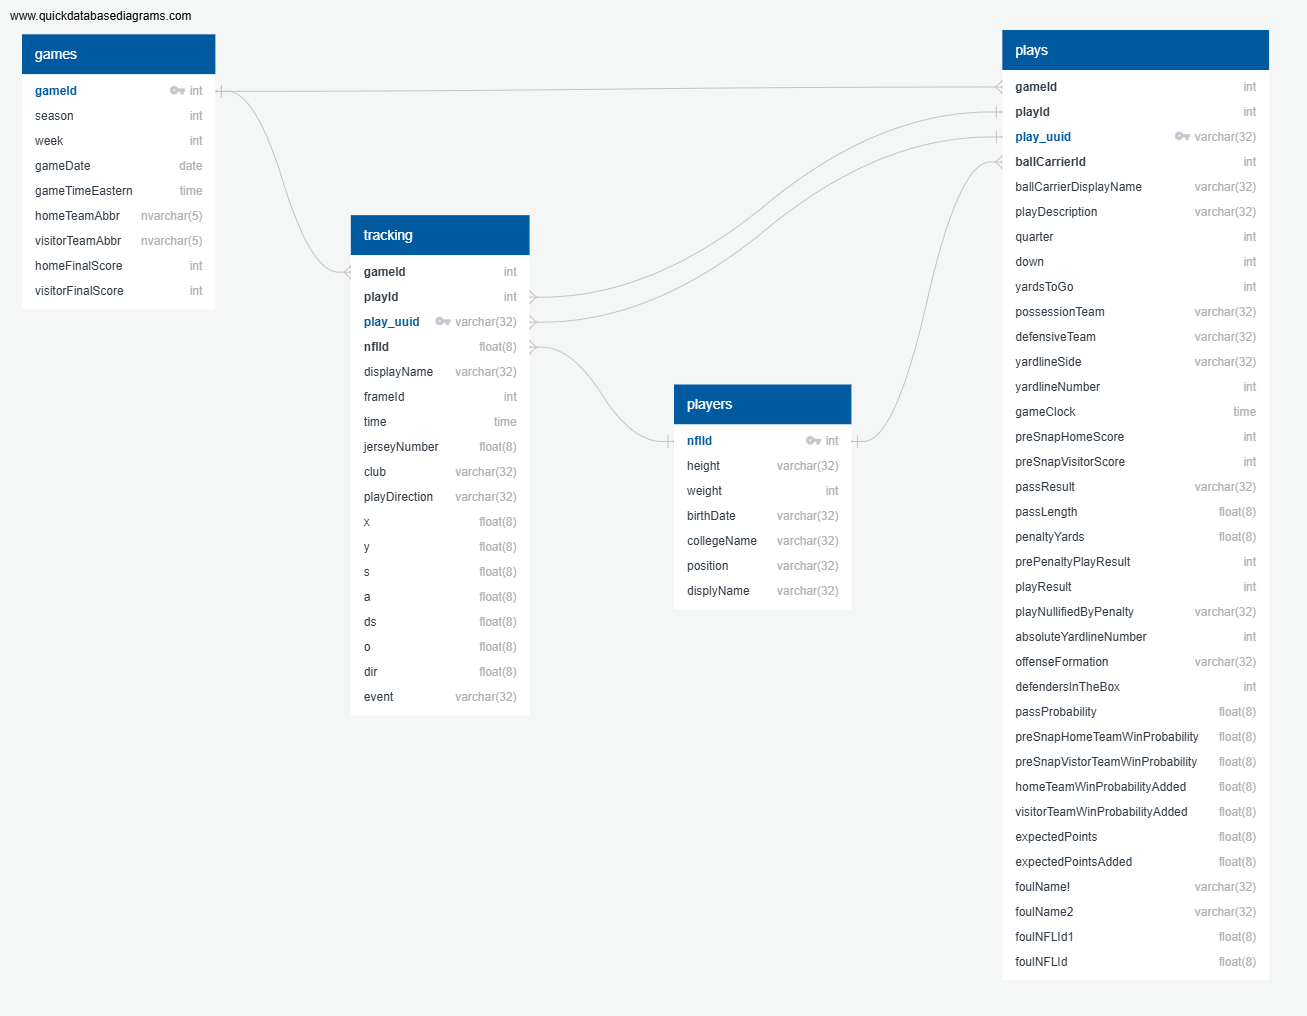 www.quickdatabasediagrams.com
games
gameId int
season int
week int
gameDate date
gameTimeEastern time
homeTeamAbbr nvarchar(5)
visitorTeamAbbr nvarchar(5)
homeFinalScore int
visitorFinalScore int
tracking
gameId int
playId int
play_uuid varchar(32)
nflId float(8)
displayName varchar(32)
frameId int
time time
jerseyNumber float(8)
club varchar(32)
playDirection varchar(32)
x float(8)
y float(8)
s float(8)
a float(8)
ds float(8)
o float(8)
dir float(8)
event varchar(32)
players
nflId int
height varchar(32)
weight int
birthDate varchar(32)
collegeName varchar(32)
position varchar(32)
displyName varchar(32)
plays
gameId int
playId int
play_uuid varchar(32)
ballCarrierId int
ballCarrierDisplayName varchar(32)
playDescription varchar(32)
quarter int
down int
yardsToGo int
possessionTeam varchar(32)
defensiveTeam varchar(32)
yardlineSide varchar(32)
yardlineNumber int
gameClock time
preSnapHomeScore int
preSnapVisitorScore int
passResult varchar(32)
passLength float(8)
penaltyYards float(8)
prePenaltyPlayResult int
playResult int
playNullifiedByPenalty varchar(32)
absoluteYardlineNumber int
offenseFormation varchar(32)
defendersInTheBox int
passProbability float(8)
preSnapHomeTeamWinProbability float(8)
preSnapVistorTeamWinProbability float(8)
homeTeamWinProbabilityAdded float(8)
visitorTeamWinProbabilityAdded float(8)
expectedPoints float(8)
expectedPointsAdded float(8)
foulName! varchar(32)
foulName2 varchar(32)
foulNFLId1 float(8)
foulNFLId float(8)